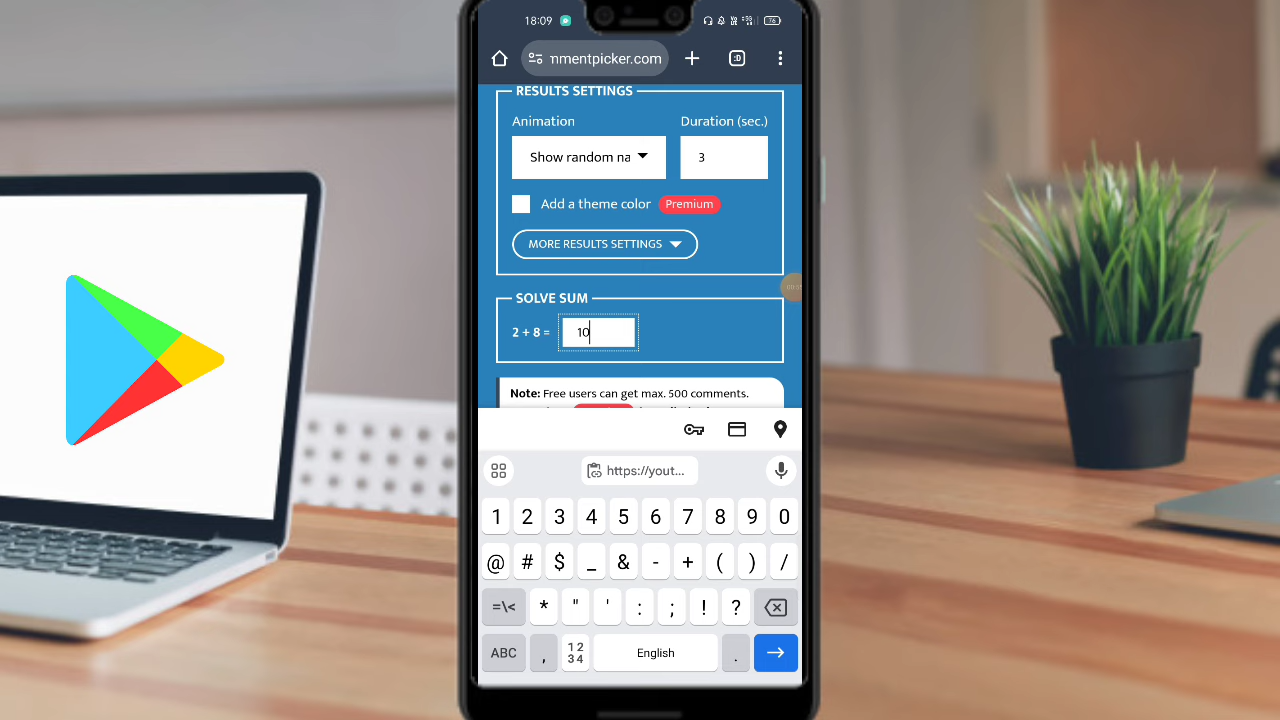 18:09
76
nmentpicker.com
:D
RESULTS SETTINGS
Animation
Duration (sec.)
Show random na
3
Add a theme color
Premium
MORE RESULTS SETTINGS
SOLVE SUM
2 + 8 =
10
Note: Free users can get max. 500 comments.
https://yout...
1 2 3 4 5 6 7 8 9 0
@ # $ _ & - + ( ) /
=\< * " ' : ; ! ?
ABC , 1234 English .